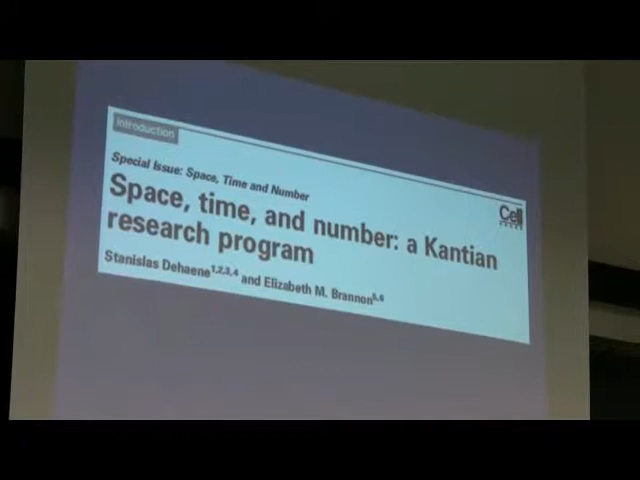 Introduction
Special Issue: Space, Time and Number
Cell
Space, time, and number: a Kantian
research program
Stanislas Dehaene1,2,3,4 and Elizabeth M. Brannon5,6